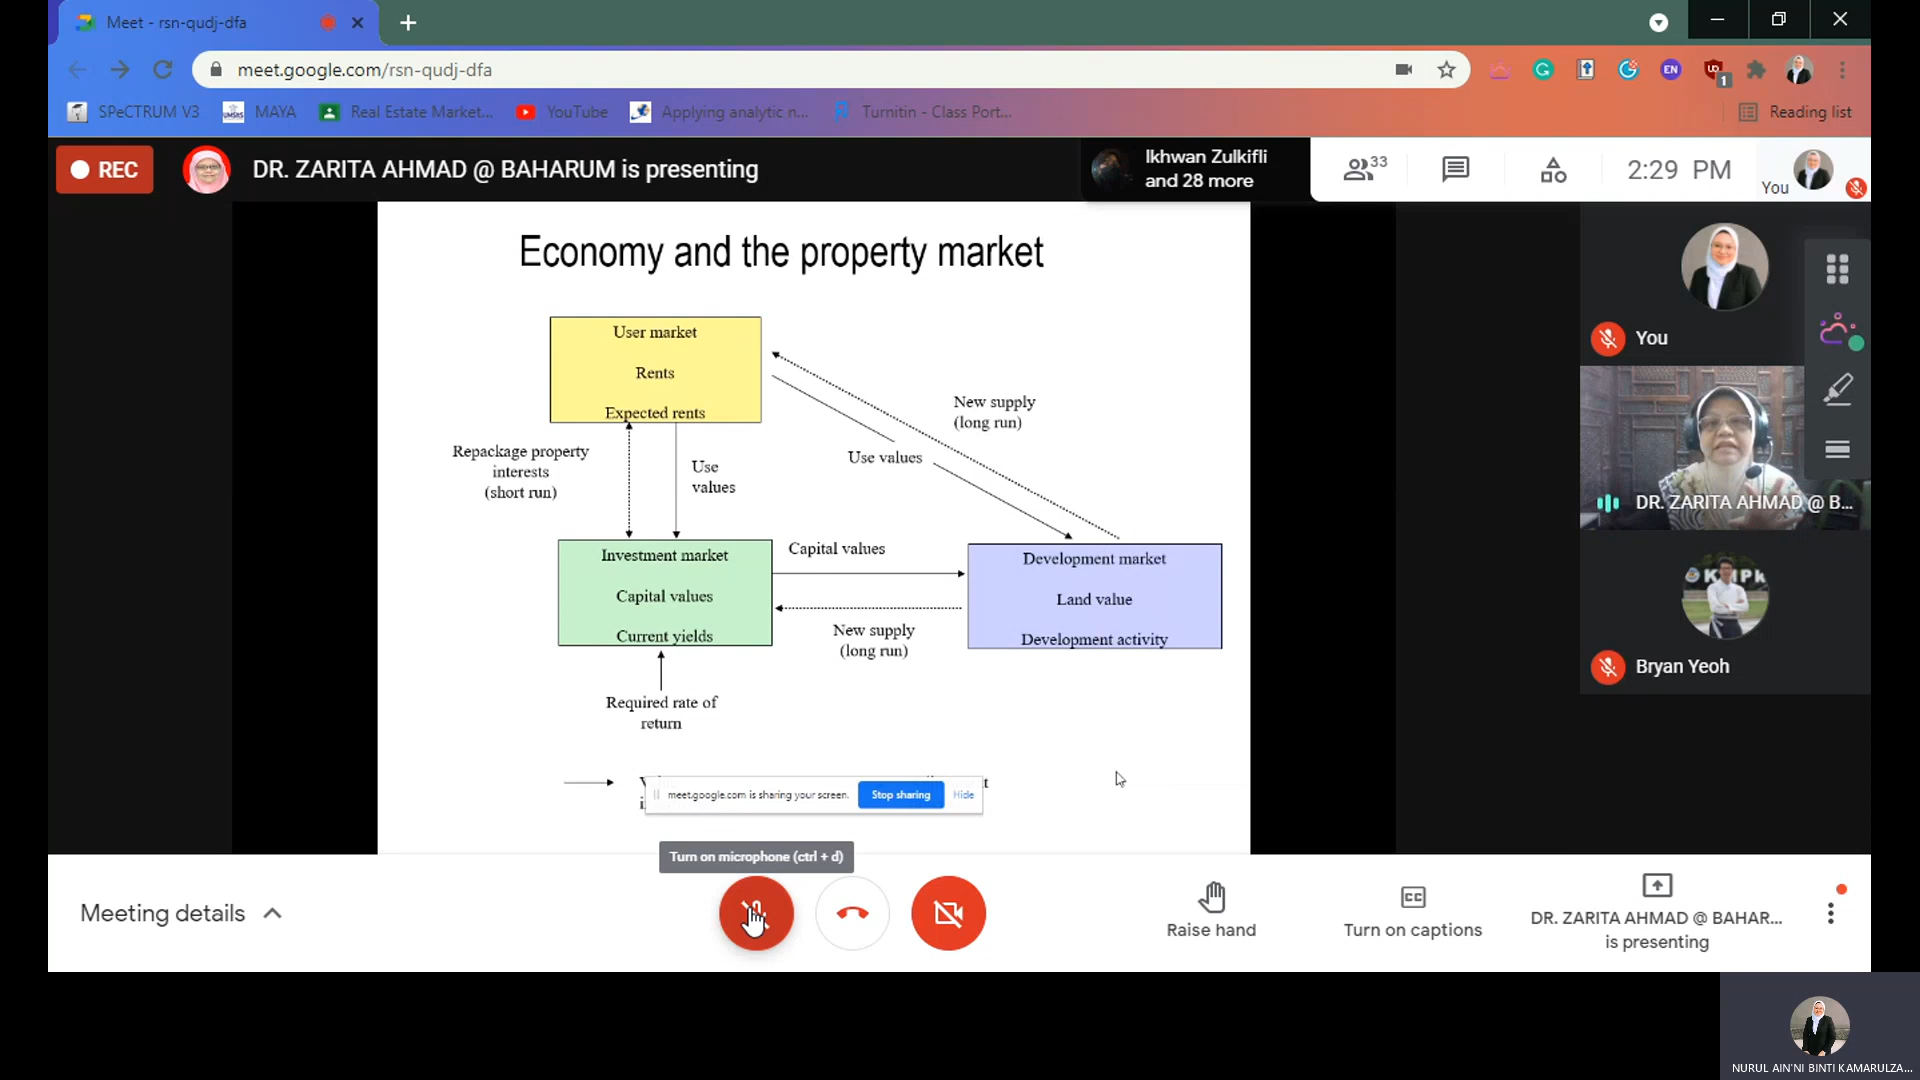 Meet - rsn-qudj-dfa
meet.google.com/rsn-qudj-dfa
EN
1
SPeCTRUM V3
MAYA
Real Estate Market...
YouTube
Applying analytic n...
Turnitin - Class Port...
Reading list
REC
DR. ZARITA AHMAD @ BAHARUM is presenting
Ikhwan Zulkifli
and 28 more
33
2:29 PM
You
Economy and the property market
User market
Rents
Expected rents
New supply
(long run)
Use values
Repackage property
interests
(short run)
Use
values
Investment market
Capital values
Current yields
Capital values
New supply
(long run)
Development market
Land value
Development activity
Required rate of
return
meet.google.com is sharing your screen.
Stop sharing
Hide
Turn on microphone (ctrl + d)
You
DR. ZARITA AHMAD @ B...
Bryan Yeoh
Meeting details
Raise hand
CC
Turn on captions
DR. ZARITA AHMAD @ BAHAR...
is presenting
NURUL AIN'NI BINTI KAMARULZA...